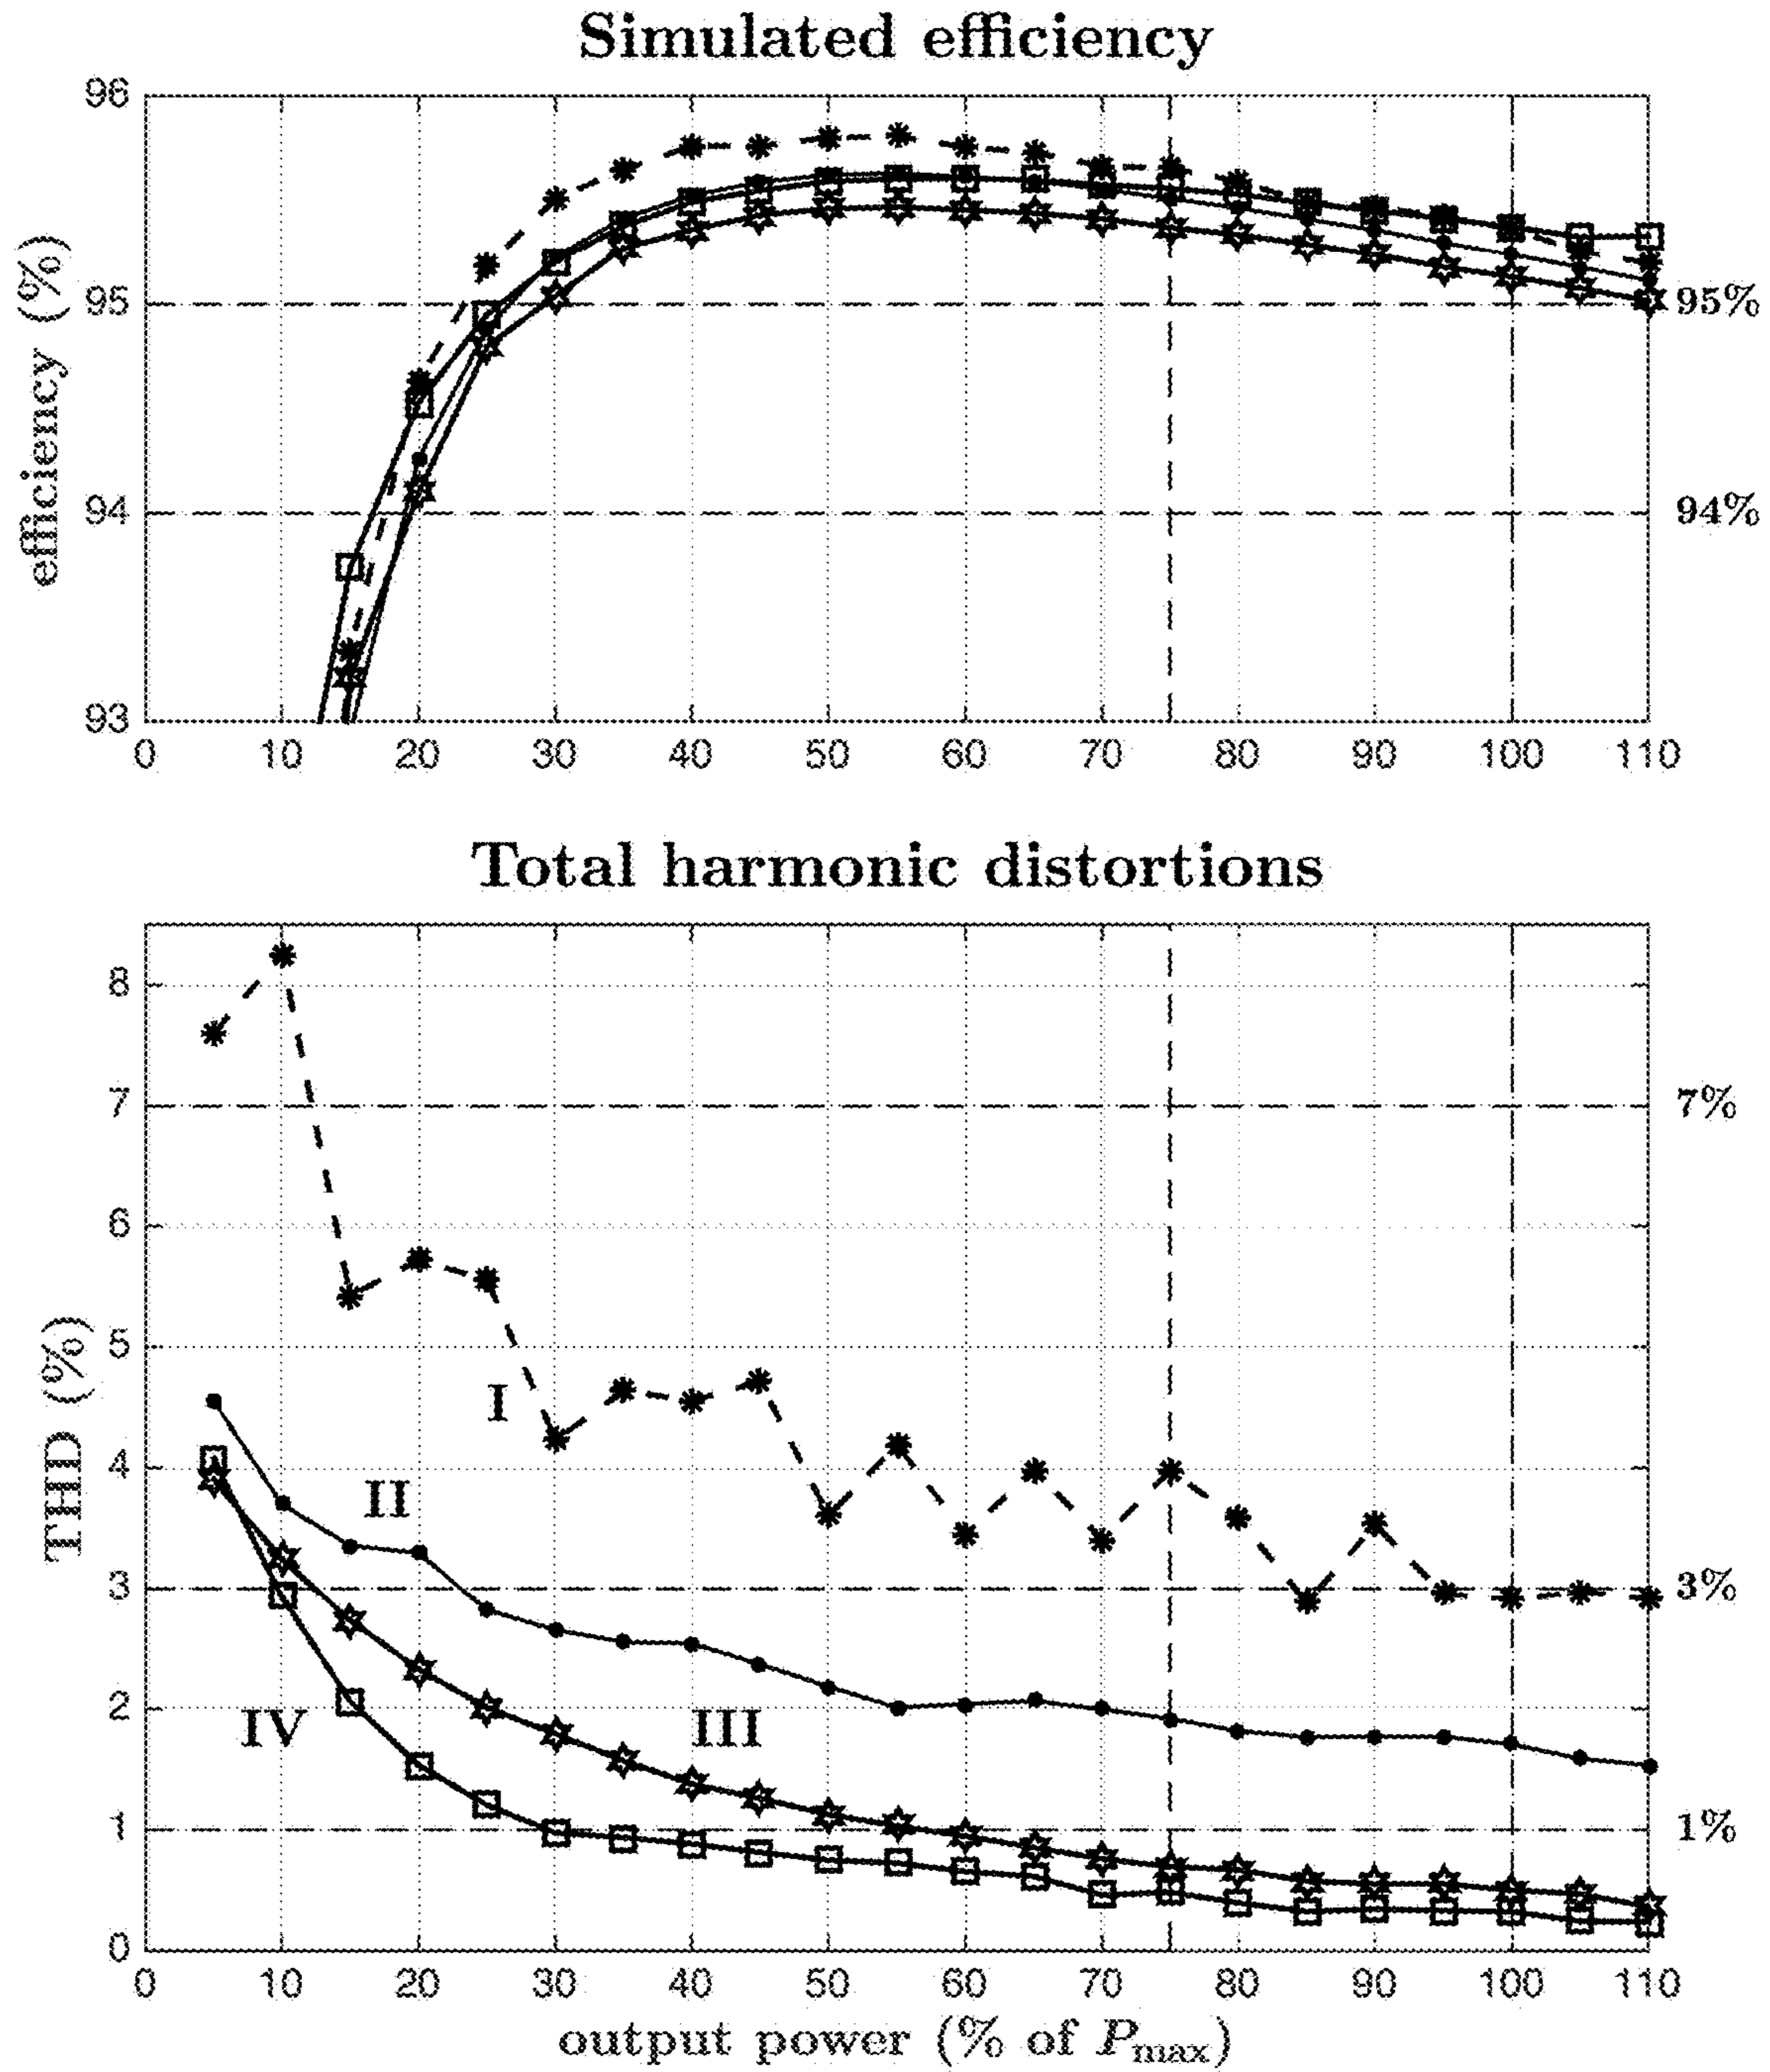 Simulated efficiency
efficiency (%)
96
95
94
93
95%
94%
0 10 20 30 40 50 60 70 80 90 100 110
Total harmonic distortions
THD (%)
8
7
6
5
4
3
2
1
0
7%
3%
1%
I
II
III
IV
0 10 20 30 40 50 60 70 80 90 100 110
output power (% of Pmax)